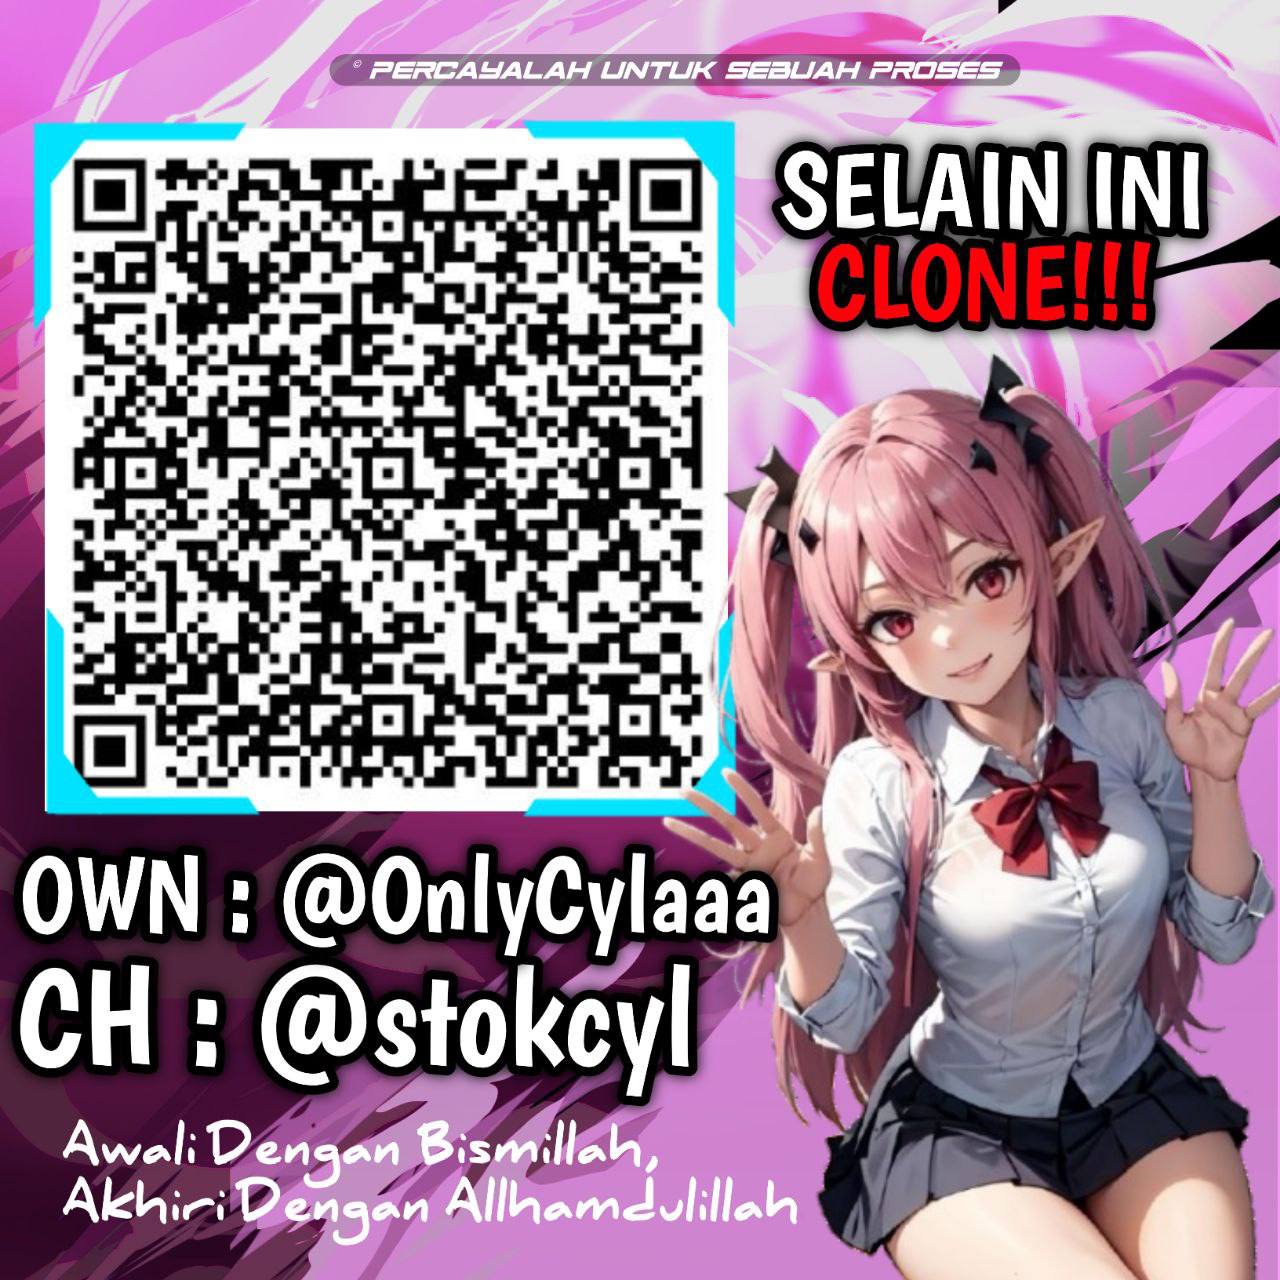 © PERCAYALAH UNTUK SEBUAH PROSES
SELAIN INI
CLONE!!!
OWN : @OnlyCylaaa
CH : @stokcyl
Awali Dengan Bismillah,
Akhiri Dengan Allhamdulillah